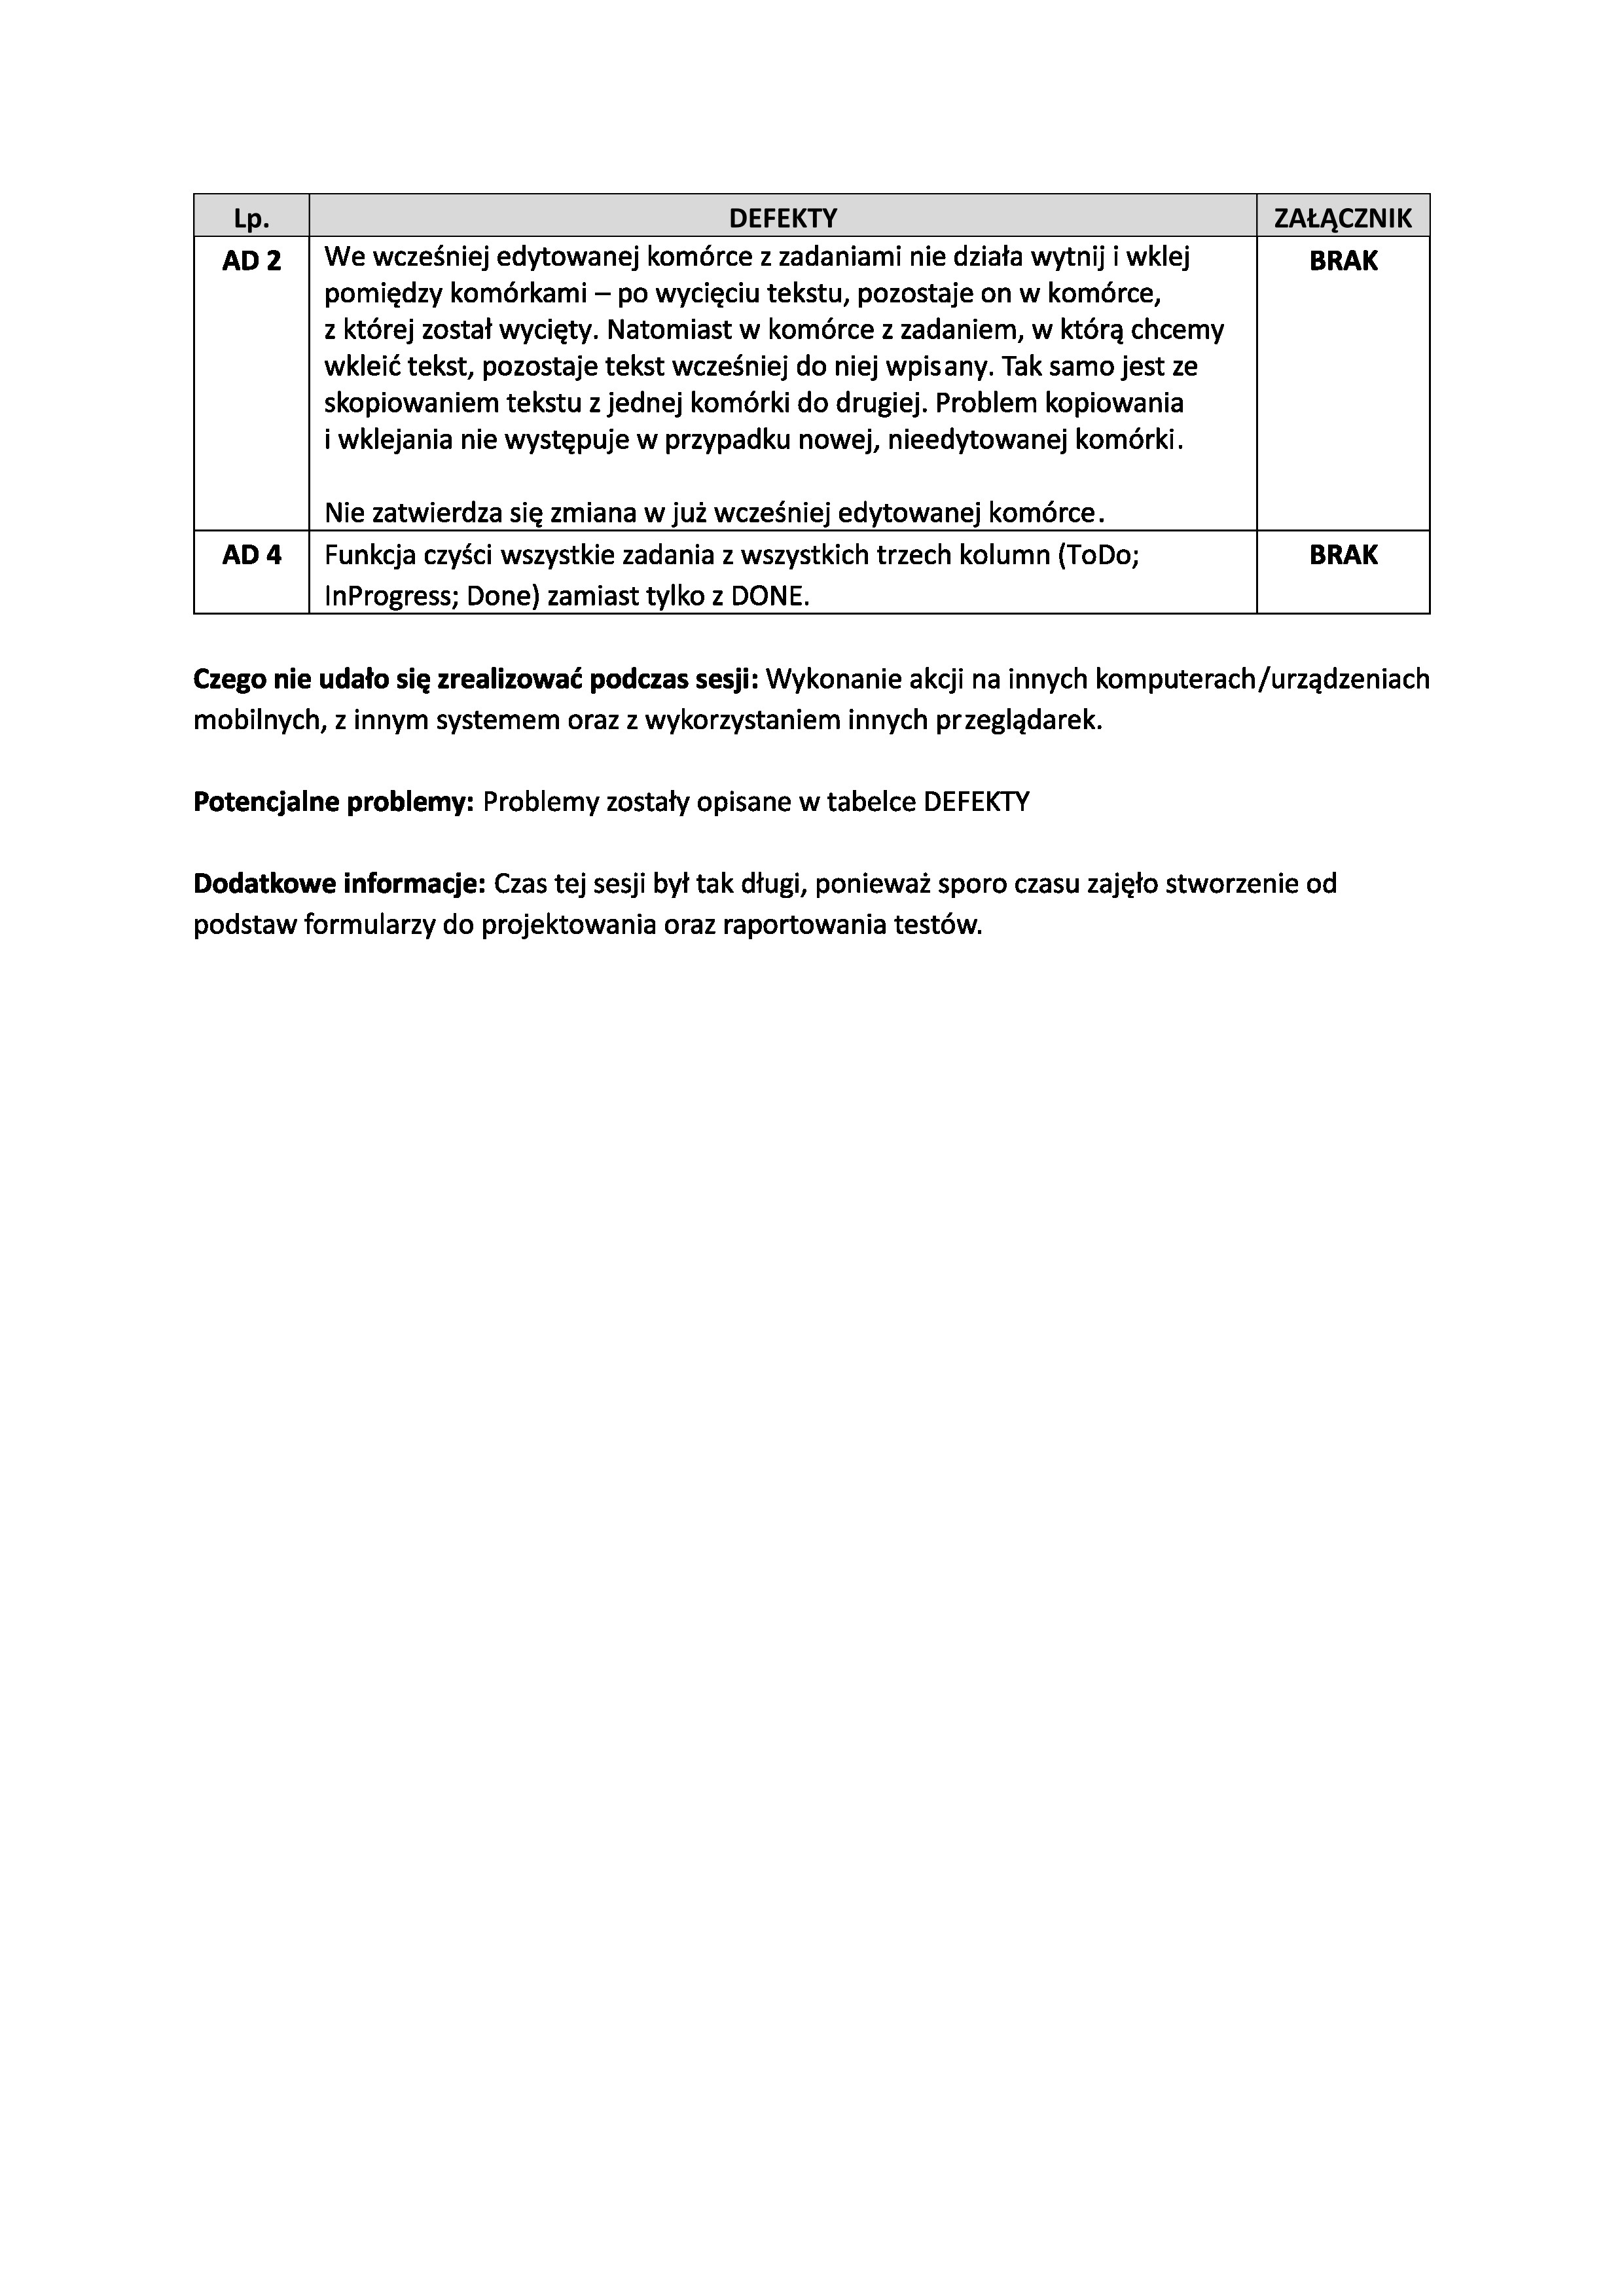 Lp. DEFEKTY ZAŁĄCZNIK
AD 2 We wcześniej edytowanej komórce z zadaniami nie działa wytnij i wklej BRAK
pomiędzy komórkami – po wycięciu tekstu, pozostaje on w komórce,
z której został wycięty. Natomiast w komórce z zadaniem, w którą chcemy
wkleić tekst, pozostaje tekst wcześniej do niej wpisany. Tak samo jest ze
skopiowaniem tekstu z jednej komórki do drugiej. Problem kopiowania
i wklejania nie występuje w przypadku nowej, nieedytowanej komórki.
Nie zatwierdza się zmiana w już wcześniej edytowanej komórce.
AD 4 Funkcja czyści wszystkie zadania z wszystkich trzech kolumn (ToDo; BRAK
InProgress; Done) zamiast tylko z DONE.
Czego nie udało się zrealizować podczas sesji: Wykonanie akcji na innych komputerach/urządzeniach
mobilnych, z innym systemem oraz z wykorzystaniem innych przeglądarek.
Potencjalne problemy: Problemy zostały opisane w tabelce DEFEKTY
Dodatkowe informacje: Czas tej sesji był tak długi, ponieważ sporo czasu zajęło stworzenie od
podstaw formularzy do projektowania oraz raportowania testów.